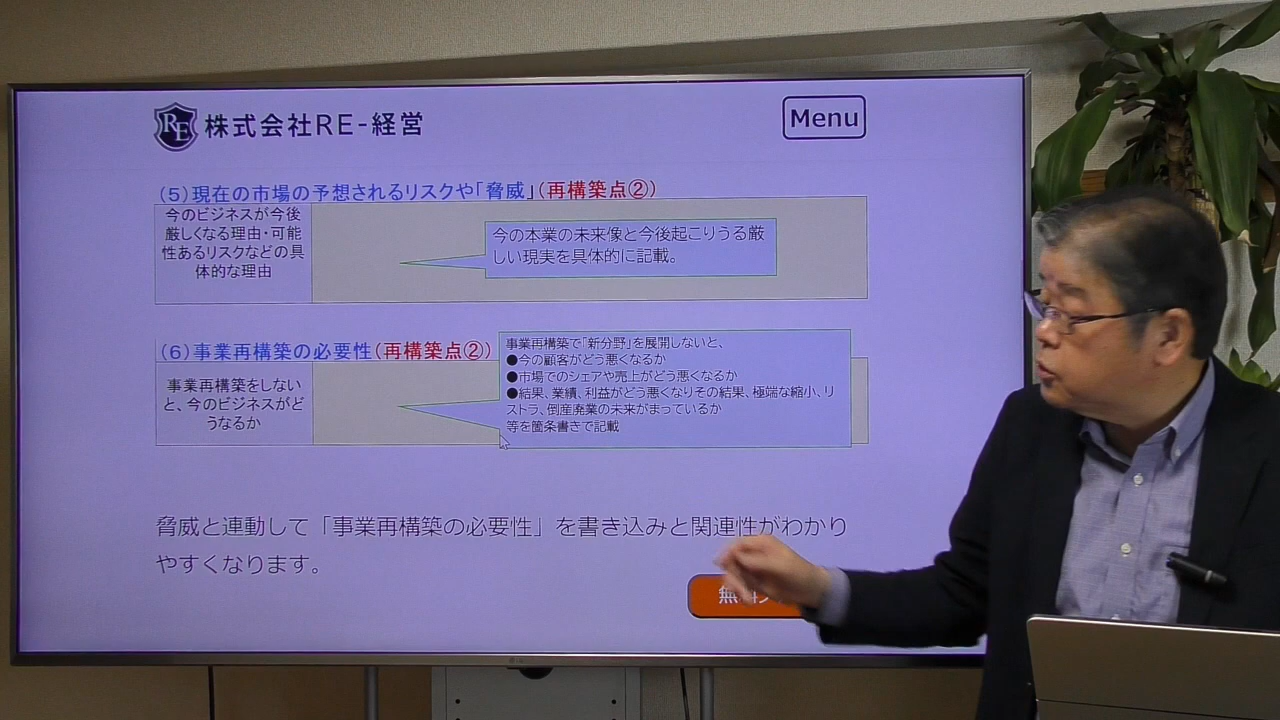 RE 株式会社RE-経営
Menu
(5)現在の市場の予想されるリスクや「脅威」(再構築点②)
今のビジネスが今後
厳しくなる理由・可能
性あるリスクなどの具
体的な理由
今の本業の未来像と今後起こりうる厳
しい現実を具体的に記載。
(6)事業再構築の必要性(再構築点②)
事業再構築をしない
と、今のビジネスがど
うなるか
事業再構築で「新分野」を展開しないと、
●今の顧客がどう悪くなるか
●市場でのシェアや売上がどう悪くなるか
●結果、業績、利益がどう悪くなりその結果、極端な縮小、リ
ストラ、倒産廃業の未来がまっているか
等を箇条書きで記載
脅威と連動して「事業再構築の必要性」を書き込みと関連性がわかり
やすくなります。
無料